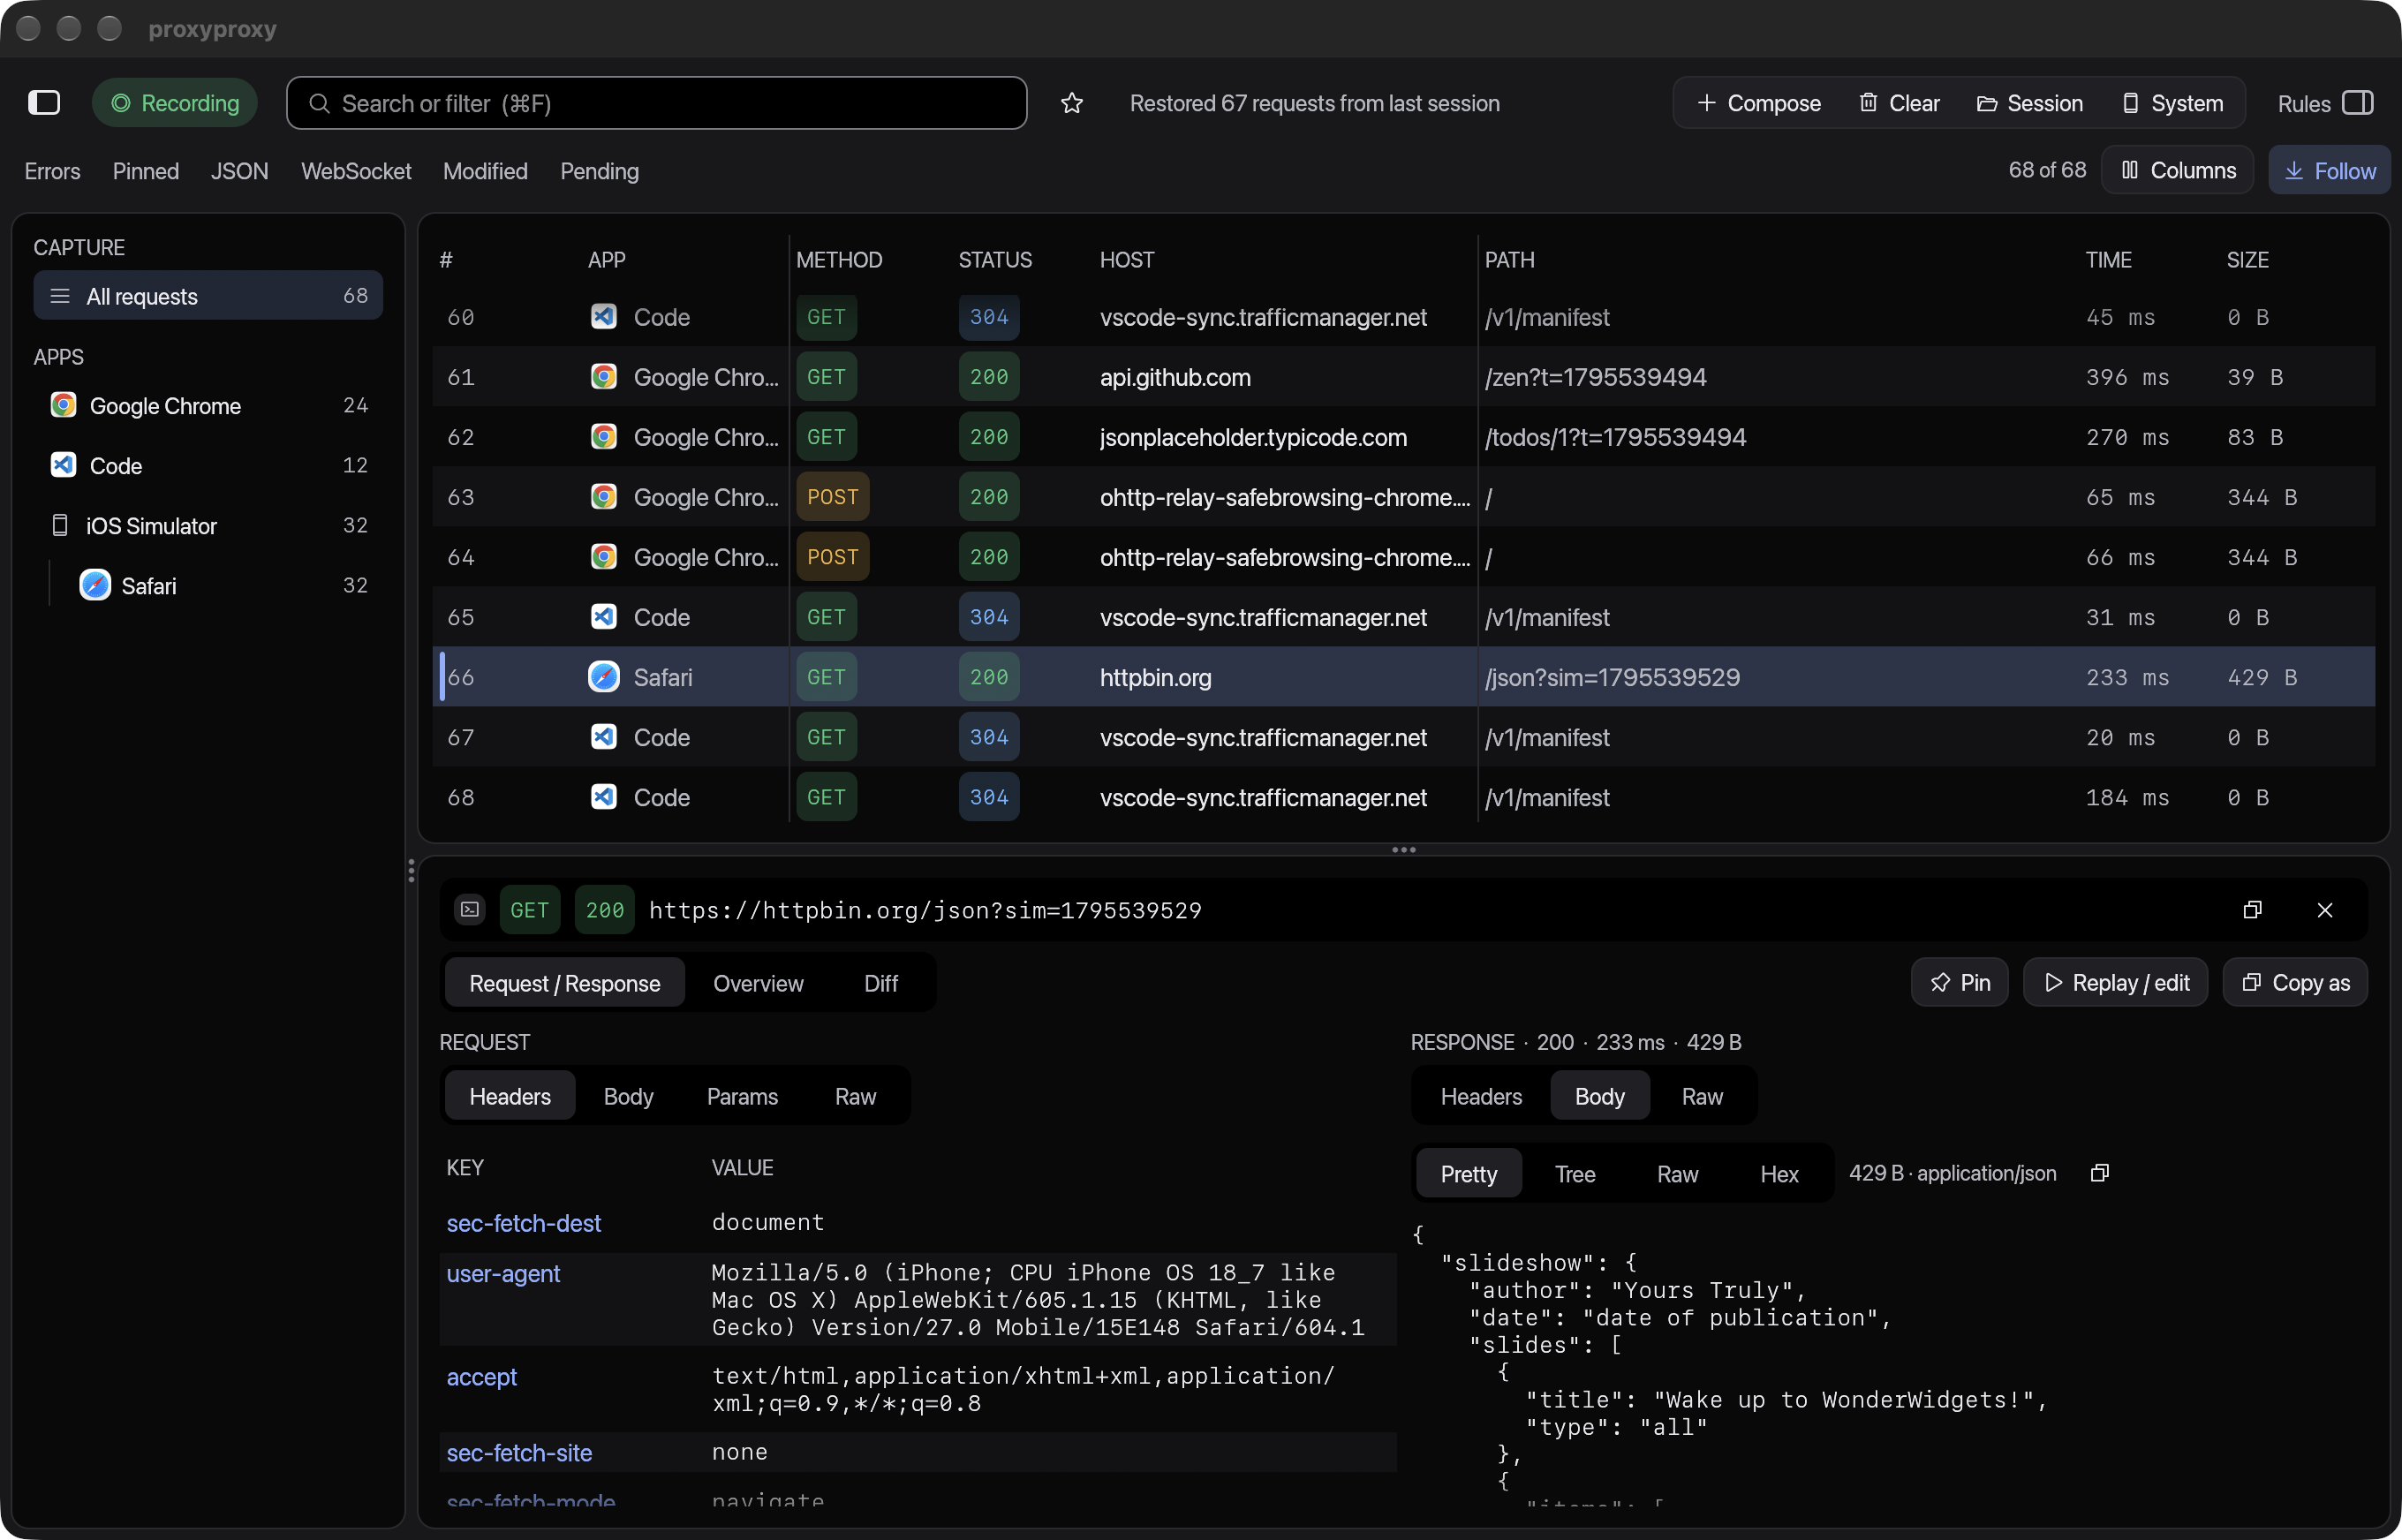 proxyproxy
Recording
Search or filter (⌘F)
Restored 67 requests from last session
Compose
Clear
Session
System
Rules
Errors
Pinned
JSON
WebSocket
Modified
Pending
68 of 68
Columns
Follow
CAPTURE
All requests 68
APPS
Google Chrome 24
Code 12
iOS Simulator 32
Safari 32
# APP METHOD STATUS HOST PATH TIME SIZE
60 Code GET 304 vscode-sync.trafficmanager.net /v1/manifest 45 ms 0 B
61 Google Chro... GET 200 api.github.com /zen?t=1795539494 396 ms 39 B
62 Google Chro... GET 200 jsonplaceholder.typicode.com /todos/1?t=1795539494 270 ms 83 B
63 Google Chro... POST 200 ohttp-relay-safebrowsing-chrome.... / 65 ms 344 B
64 Google Chro... POST 200 ohttp-relay-safebrowsing-chrome.... / 66 ms 344 B
65 Code GET 304 vscode-sync.trafficmanager.net /v1/manifest 31 ms 0 B
66 Safari GET 200 httpbin.org /json?sim=1795539529 233 ms 429 B
67 Code GET 304 vscode-sync.trafficmanager.net /v1/manifest 20 ms 0 B
68 Code GET 304 vscode-sync.trafficmanager.net /v1/manifest 184 ms 0 B
GET 200 https://httpbin.org/json?sim=1795539529
Request / Response
Overview
Diff
Pin
Replay / edit
Copy as
REQUEST
Headers
Body
Params
Raw
KEY VALUE
sec-fetch-dest document
user-agent Mozilla/5.0 (iPhone; CPU iPhone OS 18_7 like
Mac OS X) AppleWebKit/605.1.15 (KHTML, like
Gecko) Version/27.0 Mobile/15E148 Safari/604.1
accept text/html,application/xhtml+xml,application/
xml;q=0.9,*/*;q=0.8
sec-fetch-site none
sec-fetch-mode navigate
RESPONSE · 200 · 233 ms · 429 B
Headers
Body
Raw
Pretty
Tree
Raw
Hex
429 B · application/json
{
"slideshow": {
"author": "Yours Truly",
"date": "date of publication",
"slides": [
{
"title": "Wake up to WonderWidgets!",
"type": "all"
},
{
"items": [